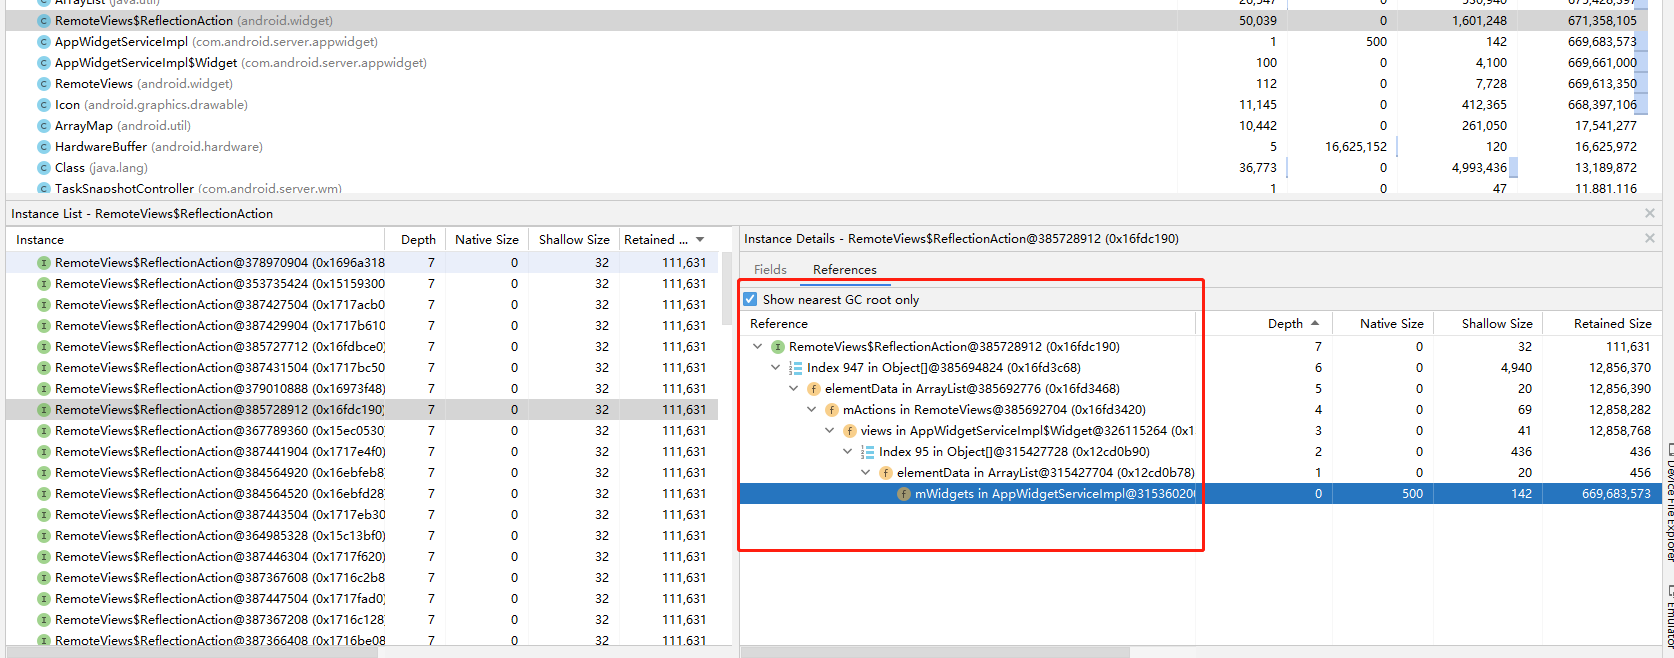 ArrayList (java.util) 20,547 0 530,940 675,428,397
RemoteViews$ReflectionAction (android.widget) 50,039 0 1,601,248 671,358,105
AppWidgetServiceImpl (com.android.server.appwidget) 1 500 142 669,683,573
AppWidgetServiceImpl$Widget (com.android.server.appwidget) 100 0 4,100 669,661,000
RemoteViews (android.widget) 112 0 7,728 669,613,350
Icon (android.graphics.drawable) 11,145 0 412,365 668,397,106
ArrayMap (android.util) 10,442 0 261,050 17,541,277
HardwareBuffer (android.hardware) 5 16,625,152 120 16,625,972
Class (java.lang) 36,773 0 4,993,436 13,189,872
TaskSnapshotController (com.android.server.wm) 1 0 47 11,881,116
Instance List - RemoteViews$ReflectionAction
Instance Depth Native Size Shallow Size Retained ...
RemoteViews$ReflectionAction@378970904 (0x1696a318 7 0 32 111,631
RemoteViews$ReflectionAction@353735424 (0x15159300 7 0 32 111,631
RemoteViews$ReflectionAction@387427504 (0x1717acb0 7 0 32 111,631
RemoteViews$ReflectionAction@387429904 (0x1717b610 7 0 32 111,631
RemoteViews$ReflectionAction@385727712 (0x16fdbce0) 7 0 32 111,631
RemoteViews$ReflectionAction@387431504 (0x1717bc50 7 0 32 111,631
RemoteViews$ReflectionAction@379010888 (0x16973f48) 7 0 32 111,631
RemoteViews$ReflectionAction@385728912 (0x16fdc190) 7 0 32 111,631
RemoteViews$ReflectionAction@367789360 (0x15ec0530) 7 0 32 111,631
RemoteViews$ReflectionAction@387441904 (0x1717e4f0) 7 0 32 111,631
RemoteViews$ReflectionAction@384564920 (0x16ebfeb8) 7 0 32 111,631
RemoteViews$ReflectionAction@384564520 (0x16ebfd28) 7 0 32 111,631
RemoteViews$ReflectionAction@387443504 (0x1717eb30 7 0 32 111,631
RemoteViews$ReflectionAction@364985328 (0x15c13bf0) 7 0 32 111,631
RemoteViews$ReflectionAction@387446304 (0x1717f620) 7 0 32 111,631
RemoteViews$ReflectionAction@387367608 (0x1716c2b8 7 0 32 111,631
RemoteViews$ReflectionAction@387447504 (0x1717fad0) 7 0 32 111,631
RemoteViews$ReflectionAction@387367208 (0x1716c128) 7 0 32 111,631
RemoteViews$ReflectionAction@387366408 (0x1716be08 7 0 32 111,631
Instance Details - RemoteViews$ReflectionAction@385728912 (0x16fdc190)
Fields References
Show nearest GC root only
Reference Depth Native Size Shallow Size Retained Size
RemoteViews$ReflectionAction@385728912 (0x16fdc190) 7 0 32 111,631
Index 947 in Object[]@385694824 (0x16fd3c68) 6 0 4,940 12,856,370
elementData in ArrayList@385692776 (0x16fd3468) 5 0 20 12,856,390
mActions in RemoteViews@385692704 (0x16fd3420) 4 0 69 12,858,282
views in AppWidgetServiceImpl$Widget@326115264 (0x1 3 0 41 12,858,768
Index 95 in Object[]@315427728 (0x12cd0b90) 2 0 436 436
elementData in ArrayList@315427704 (0x12cd0b78) 1 0 20 456
mWidgets in AppWidgetServiceImpl@31536020 0 500 142 669,683,573
Device File Explorer
Emulator